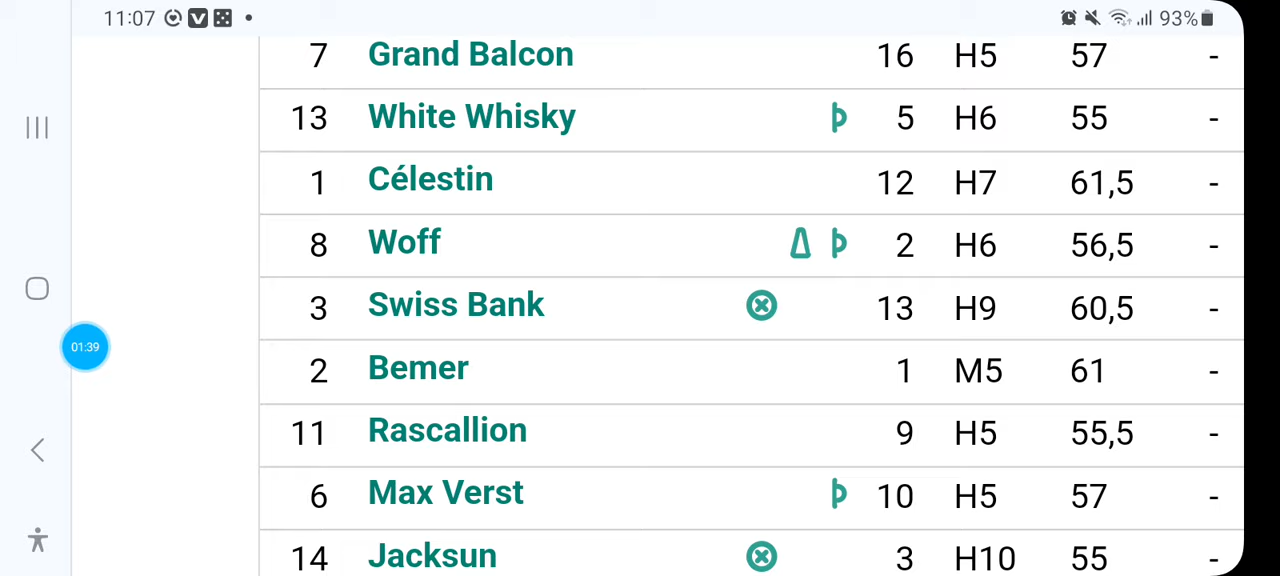 11:07 93%
7 Grand Balcon 16 H5 57 -
13 White Whisky 5 H6 55 -
1 Célestin 12 H7 61,5 -
8 Woff 2 H6 56,5 -
3 Swiss Bank 13 H9 60,5 -
01:39
2 Bemer 1 M5 61 -
11 Rascallion 9 H5 55,5 -
6 Max Verst 10 H5 57 -
14 Jacksun 3 H10 55 -